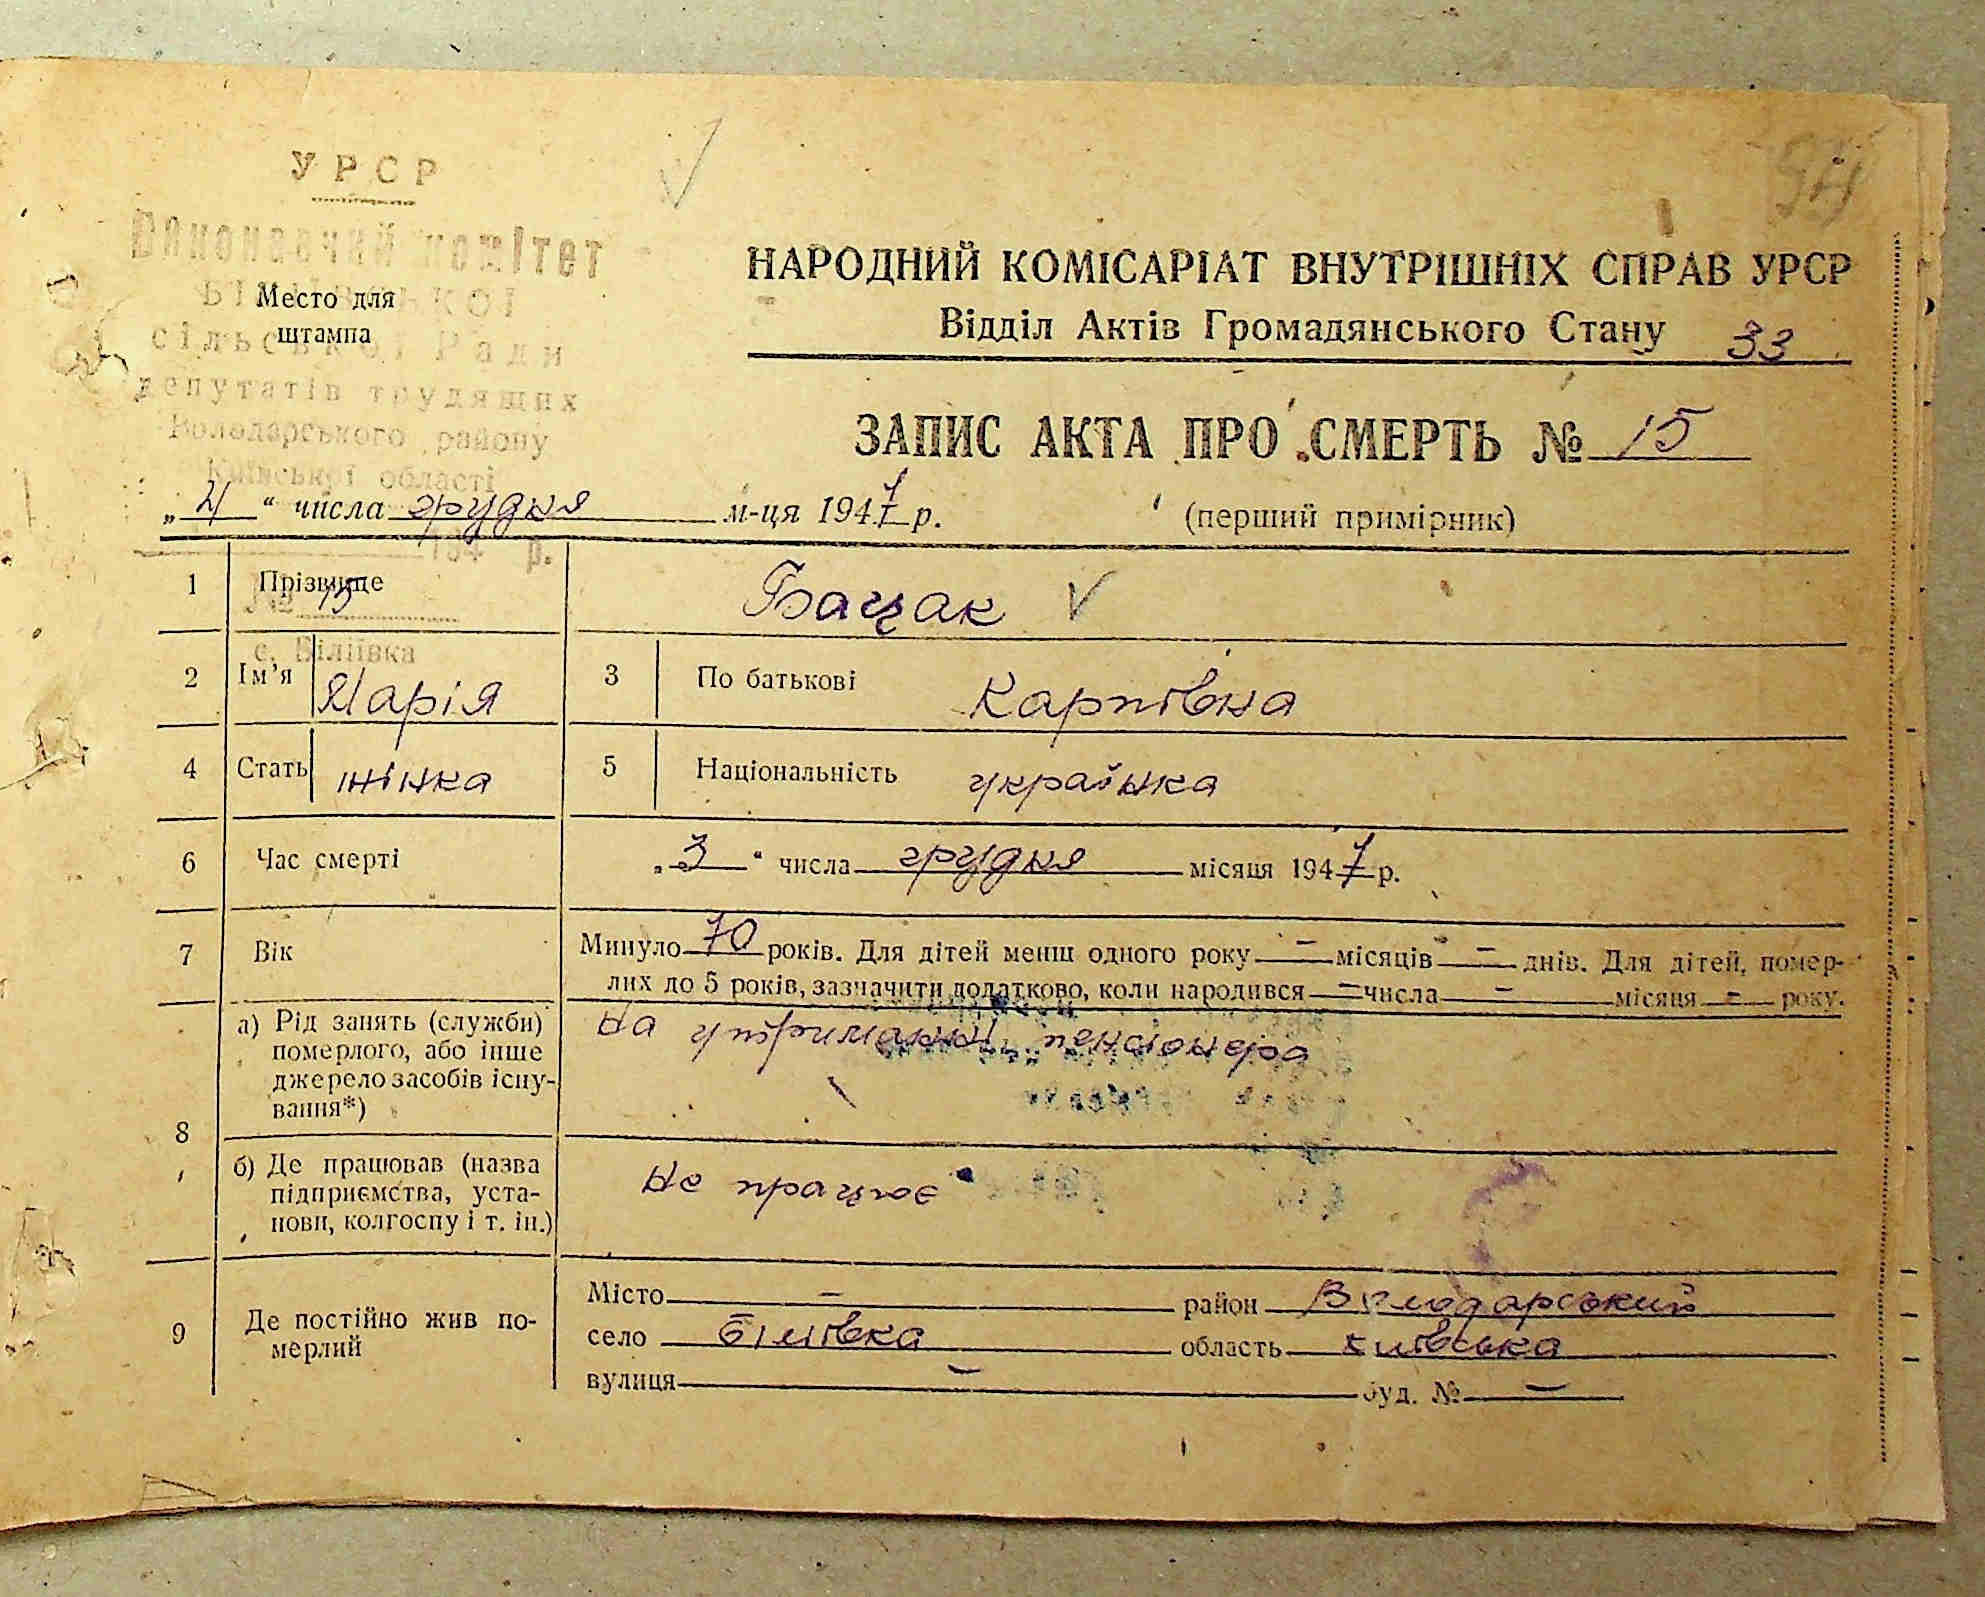 94
УРСР
Виконавчий комітет
Біліївської
сільської Ради
депутатів трудящих
Володарського району
Київської області
194 р.
№ 15
с. Біліївка
Место для
штампа
НАРОДНИЙ КОМІСАРІАТ ВНУТРІШНІХ СПРАВ УРСР
Відділ Актів Громадянського Стану 33
ЗАПИС АКТА ПРО СМЕРТЬ № 15
„4“ числа грудня м-ця 1947 р. (перший примірник)
1 Прізвище Бацак
2 Ім’я Марія 3 По батькові Карпівна
4 Стать жінка 5 Національність українка
6 Час смерті „3“ числа грудня місяця 1947 р.
7 Вік Минуло 70 років. Для дітей менш одного року — місяців — днів. Для дітей, помер-
лих до 5 років, зазначити додатково, коли народився — числа — місяця — року.
8 а) Рід занять (служби)
померлого, або інше
джерело засобів існу-
вання*)
на утриманні пенсіонера
б) Де працював (назва
підприємства, уста-
нови, колгоспу і т. ін.)
не працює
9 Де постійно жив по-
мерлий
Місто — район Володарський
село Біліївка область Київська
вулиця — буд. № —